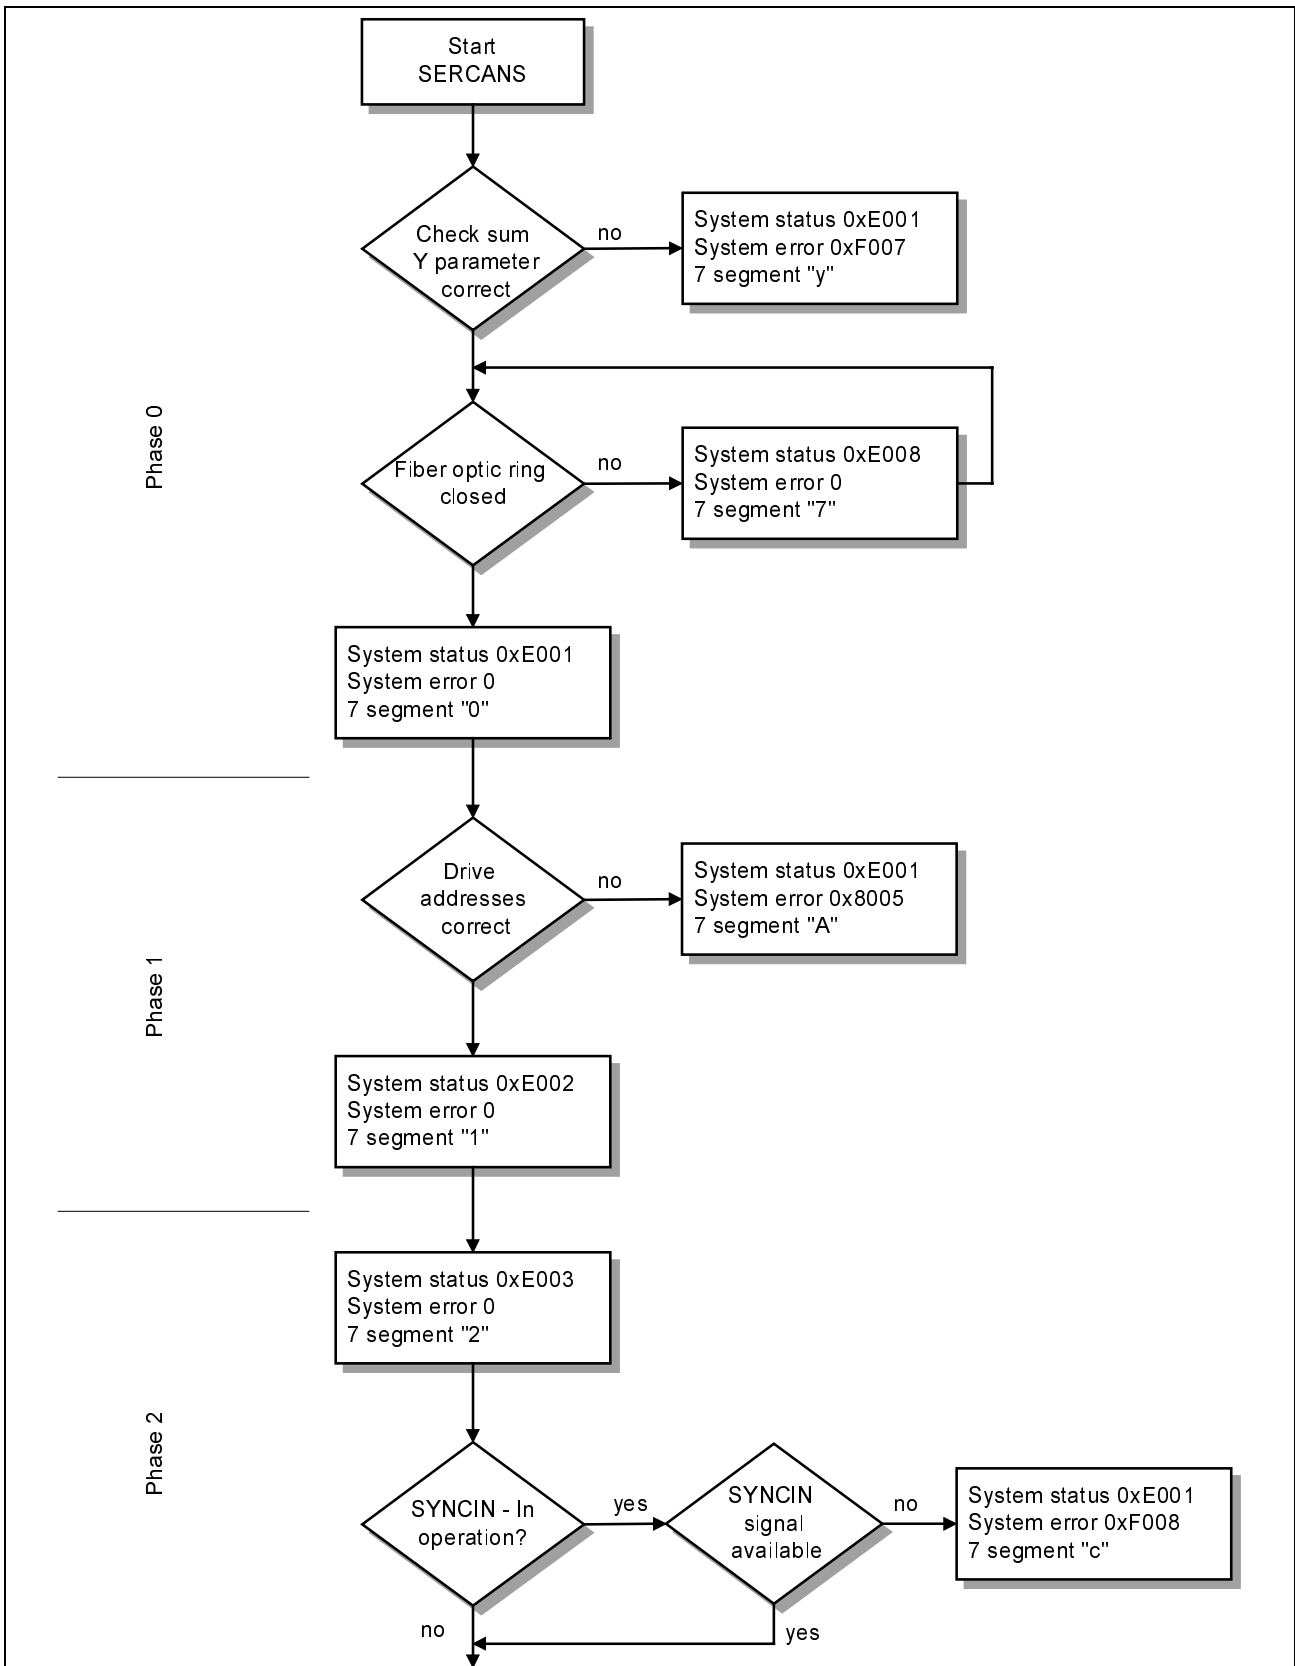 Start
SERCANS
Check sum
Y parameter
correct
no
System status 0xE001
System error 0xF007
7 segment "y"
Phase 0
Fiber optic ring
closed
no
System status 0xE008
System error 0
7 segment "7"
System status 0xE001
System error 0
7 segment "0"
Phase 1
Drive
addresses
correct
no
System status 0xE001
System error 0x8005
7 segment "A"
System status 0xE002
System error 0
7 segment "1"
Phase 2
System status 0xE003
System error 0
7 segment "2"
SYNCIN - In
operation?
yes
SYNCIN
signal
available
no
System status 0xE001
System error 0xF008
7 segment "c"
no
yes